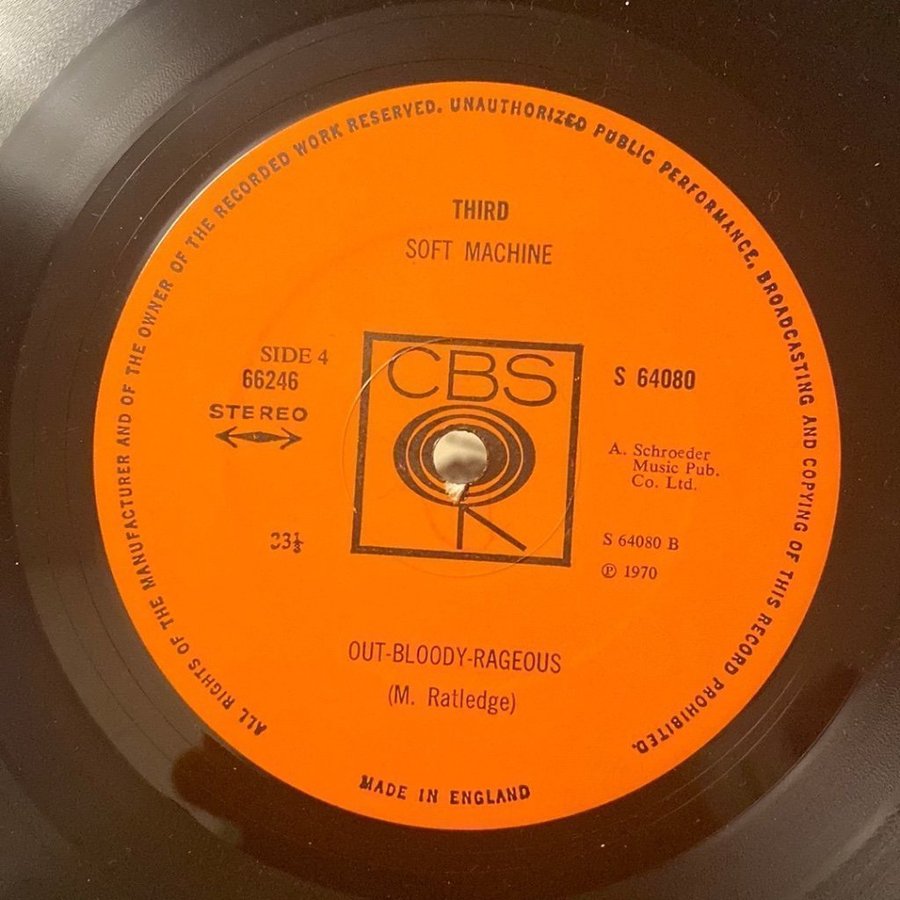 ALL RIGHTS OF THE MANUFACTURER AND OF THE OWNER OF THE RECORDED WORK RESERVED. UNAUTHORIZED PUBLIC PERFORMANCE, BROADCASTING AND COPYING OF THIS RECORD PROHIBITED.
THIRD
SOFT MACHINE
SIDE 4
66246
STEREO
CBS
S 64080
A. Schroeder
Music Pub.
Co. Ltd.
33⅓
S 64080 B
℗ 1970
OUT-BLOODY-RAGEOUS
(M. Ratledge)
MADE IN ENGLAND